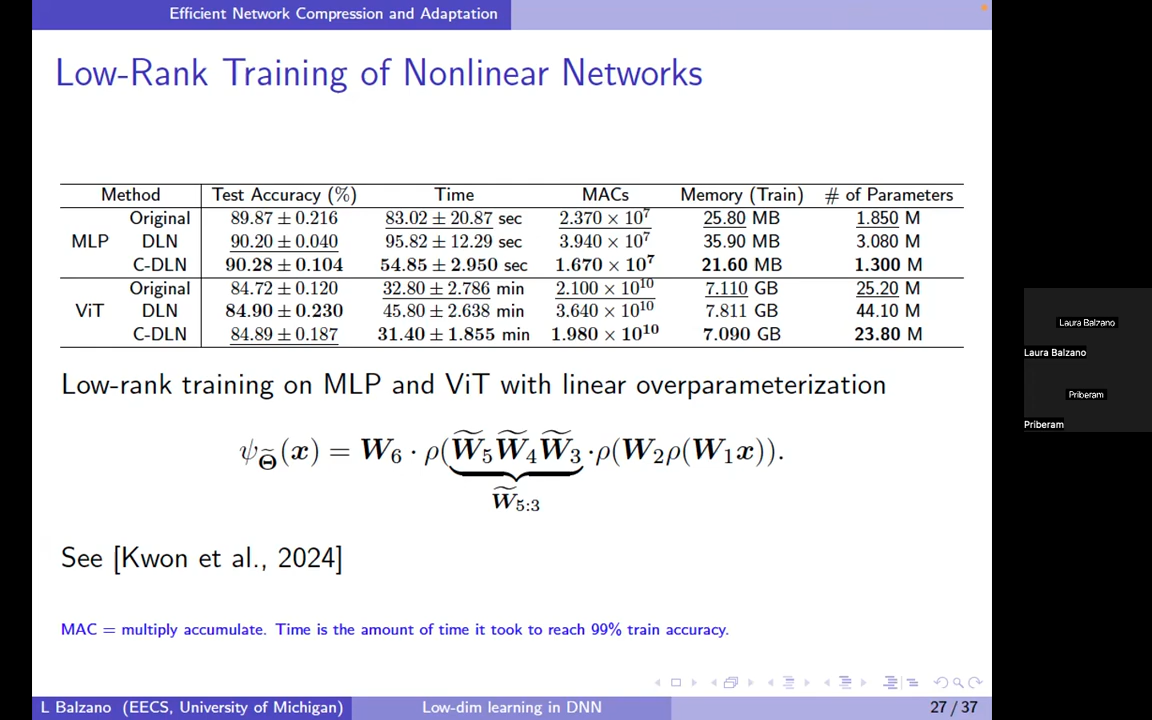 Efficient Network Compression and Adaptation
Low-Rank Training of Nonlinear Networks
Method Test Accuracy (%) Time MACs Memory (Train) # of Parameters
Original 89.87 ± 0.216 83.02 ± 20.87 sec 2.370 × 10⁷ 25.80 MB 1.850 M
MLP DLN 90.20 ± 0.040 95.82 ± 12.29 sec 3.940 × 10⁷ 35.90 MB 3.080 M
C-DLN 90.28 ± 0.104 54.85 ± 2.950 sec 1.670 × 10⁷ 21.60 MB 1.300 M
Original 84.72 ± 0.120 32.80 ± 2.786 min 2.100 × 10¹⁰ 7.110 GB 25.20 M
ViT DLN 84.90 ± 0.230 45.80 ± 2.638 min 3.640 × 10¹⁰ 7.811 GB 44.10 M
C-DLN 84.89 ± 0.187 31.40 ± 1.855 min 1.980 × 10¹⁰ 7.090 GB 23.80 M
Low-rank training on MLP and ViT with linear overparameterization
ψ_Θ̃(x) = W₆ · ρ(W̃₅W̃₄W̃₃ · ρ(W₂ρ(W₁x)).
W̃₅:₃
See [Kwon et al., 2024]
MAC = multiply accumulate. Time is the amount of time it took to reach 99% train accuracy.
L Balzano (EECS, University of Michigan) Low-dim learning in DNN 27 / 37
Laura Balzano
Laura Balzano
Priberam
Priberam